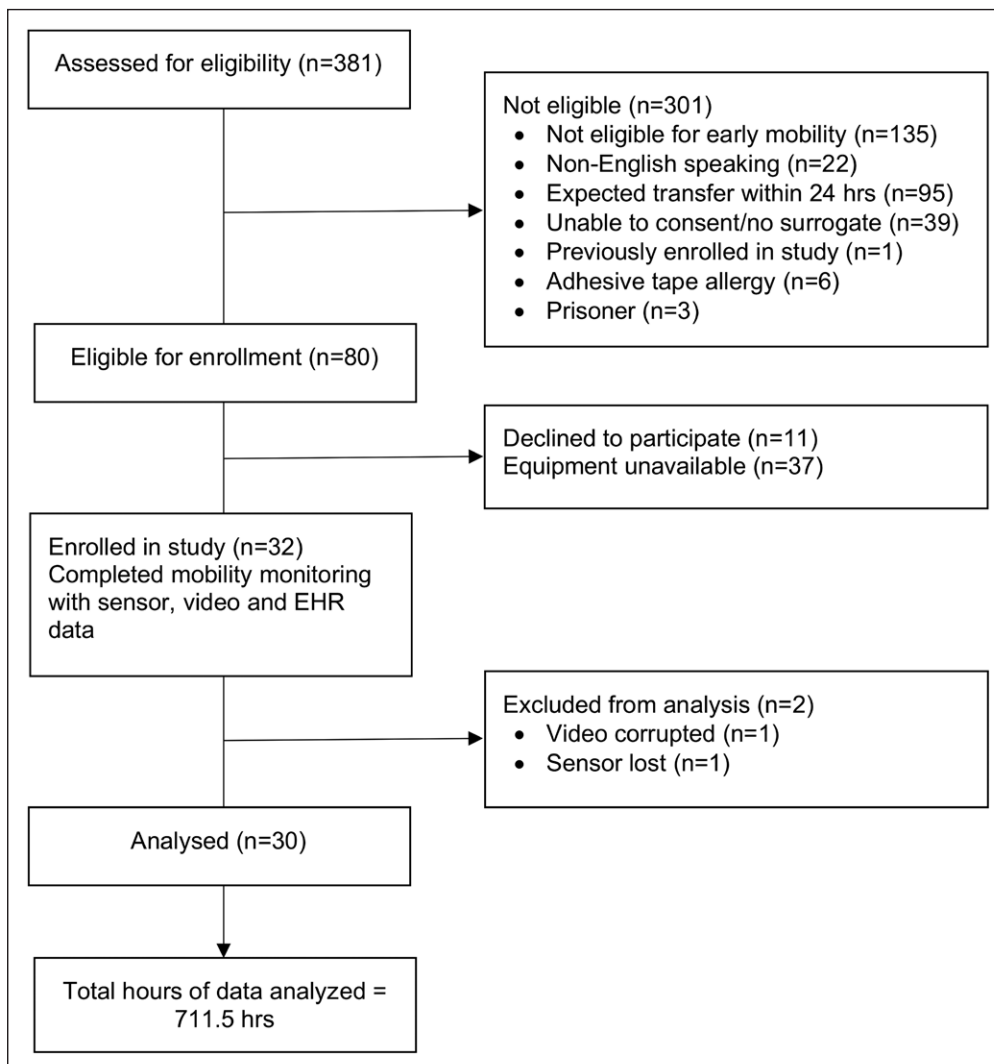 Assessed for eligibility (n=381)
Not eligible (n=301)
• Not eligible for early mobility (n=135)
• Non-English speaking (n=22)
• Expected transfer within 24 hrs (n=95)
• Unable to consent/no surrogate (n=39)
• Previously enrolled in study (n=1)
• Adhesive tape allergy (n=6)
• Prisoner (n=3)
Eligible for enrollment (n=80)
Declined to participate (n=11)
Equipment unavailable (n=37)
Enrolled in study (n=32)
Completed mobility monitoring
with sensor, video and EHR
data
Excluded from analysis (n=2)
• Video corrupted (n=1)
• Sensor lost (n=1)
Analysed (n=30)
Total hours of data analyzed =
711.5 hrs